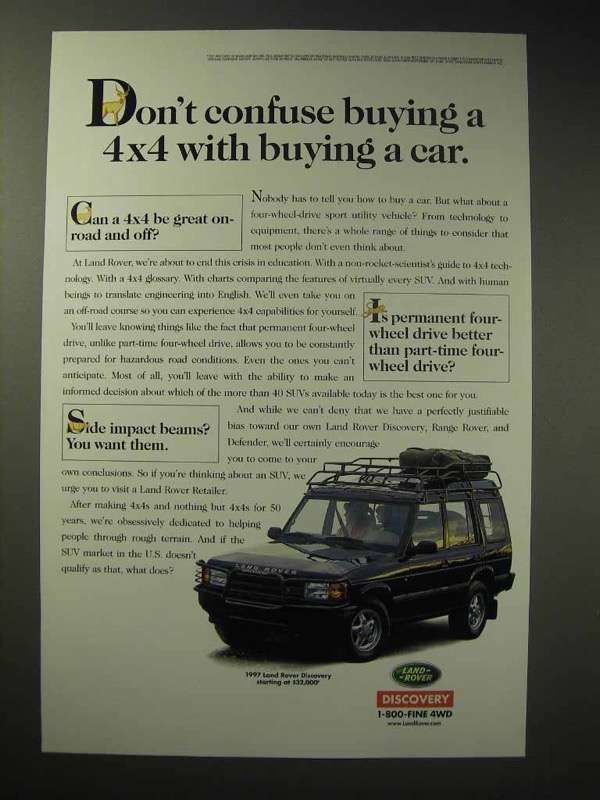 Don't confuse buying a
4x4 with buying a car.
Can a 4x4 be great on-
road and off?
Nobody has to tell you how to buy a car. But what about a
four-wheel-drive sport utility vehicle? From technology to
equipment, there's a whole range of things to consider that
most people don't even think about.
At Land Rover, we're about to end this crisis in education. With a non-rocket-scientist's guide to 4x4 tech-
nology. With a 4x4 glossary. With charts comparing the features of virtually every SUV. And with human
beings to translate engineering into English. We'll even take you on
an off-road course so you can experience 4x4 capabilities for yourself.
You'll leave knowing things like the fact that permanent four-wheel
drive, unlike part-time four-wheel drive, allows you to be constantly
prepared for hazardous road conditions. Even the ones you can't
anticipate. Most of all, you'll leave with the ability to make an
informed decision about which of the more than 40 SUVs available today is the best one for you.
Is permanent four-
wheel drive better
than part-time four-
wheel drive?
Side impact beams?
You want them.
And while we can't deny that we have a perfectly justifiable
bias toward our own Land Rover Discovery, Range Rover, and
Defender, we'll certainly encourage
you to come to your
own conclusions. So if you're thinking about an SUV, we
urge you to visit a Land Rover Retailer.
After making 4x4s and nothing but 4x4s for 50
years, we're obsessively dedicated to helping
people through rough terrain. And if the
SUV market in the U.S. doesn't
qualify as that, what does?
LAND ROVER
1997 Land Rover Discovery
starting at $32,000*
LAND
ROVER
DISCOVERY
1-800-FINE 4WD
www.LandRover.com